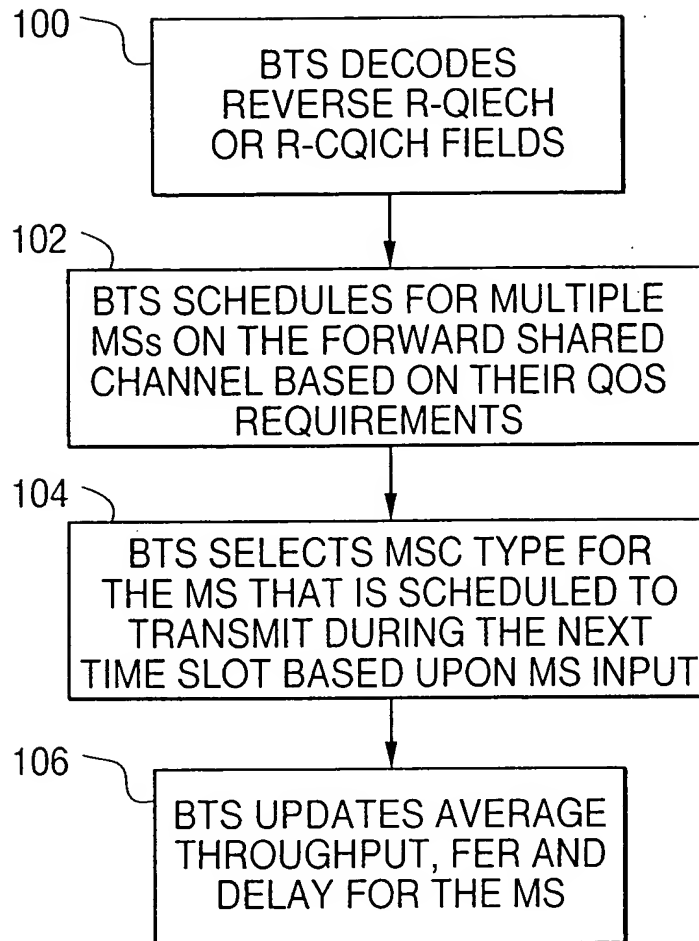 100
BTS DECODES
REVERSE R-QIECH
OR R-CQICH FIELDS
102
BTS SCHEDULES FOR MULTIPLE
MSs ON THE FORWARD SHARED
CHANNEL BASED ON THEIR QOS
REQUIREMENTS
104
BTS SELECTS MSC TYPE FOR
THE MS THAT IS SCHEDULED TO
TRANSMIT DURING THE NEXT
TIME SLOT BASED UPON MS INPUT
106
BTS UPDATES AVERAGE
THROUGHPUT, FER AND
DELAY FOR THE MS